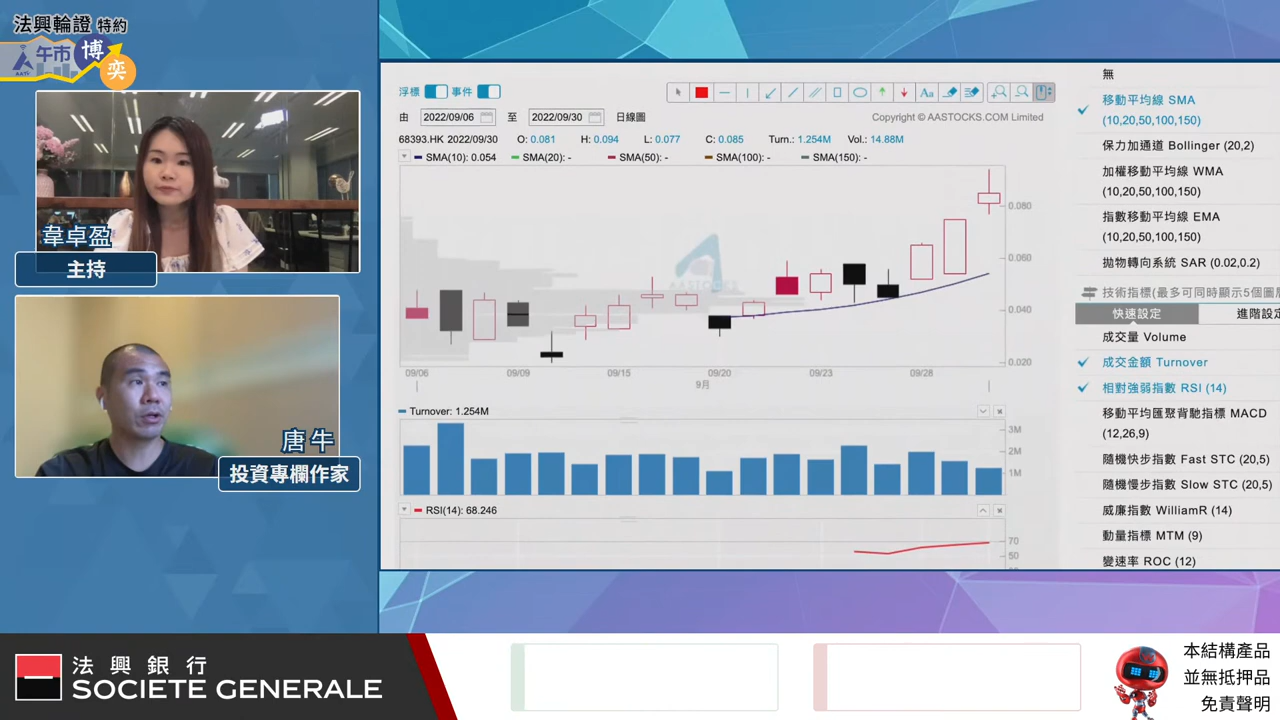 法興輪證 特約
午市
博
奕
AATV
韋卓盈
主持
唐牛
投資專欄作家
浮標 事件
Aa
由 2022/09/06 至 2022/09/30 日線圖
Copyright © AASTOCKS.COM Limited
68393.HK 2022/09/30 O: 0.081 H: 0.094 L: 0.077 C: 0.085 Turn.: 1.254M Vol.: 14.88M
SMA(10): 0.054 SMA(20): - SMA(50): - SMA(100): - SMA(150): -
AASTOCKS
0.080
0.060
0.040
0.020
09/06 09/09 09/15 09/20 09/23 09/28
9月
Turnover: 1.254M
3M
2M
1M
RSI(14): 68.246
70
50
無
移動平均線 SMA
(10,20,50,100,150)
保力加通道 Bollinger (20,2)
加權移動平均線 WMA
(10,20,50,100,150)
指數移動平均線 EMA
(10,20,50,100,150)
拋物轉向系統 SAR (0.02,0.2)
技術指標(最多可同時顯示5個圖
快速設定 進階設定
成交量 Volume
成交金額 Turnover
相對強弱指數 RSI (14)
移動平均匯聚背馳指標 MACD
(12,26,9)
隨機快步指數 Fast STC (20,5)
隨機慢步指數 Slow STC (20,5)
威廉指數 WilliamR (14)
動量指標 MTM (9)
變速率 ROC (12)
法興銀行
SOCIETE GENERALE
本結構產品
並無抵押品
免責聲明